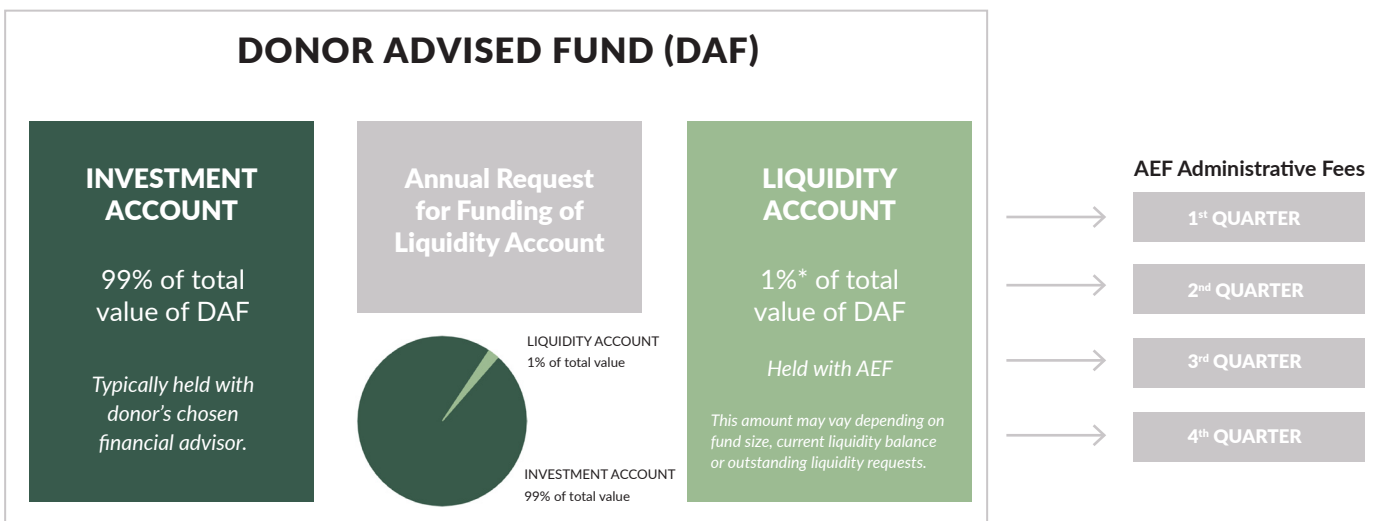 DONOR ADVISED FUND (DAF)
INVESTMENT
ACCOUNT
99% of total
value of DAF
Typically held with
donor's chosen
financial advisor.
Annual Request
for Funding of
Liquidity Account
LIQUIDITY ACCOUNT
1% of total value
INVESTMENT ACCOUNT
99% of total value
LIQUIDITY
ACCOUNT
1%* of total
value of DAF
Held with AEF
This amount may vay depending on
fund size, current liquidity balance
or outstanding liquidity requests.
AEF Administrative Fees
1st QUARTER
2nd QUARTER
3rd QUARTER
4th QUARTER